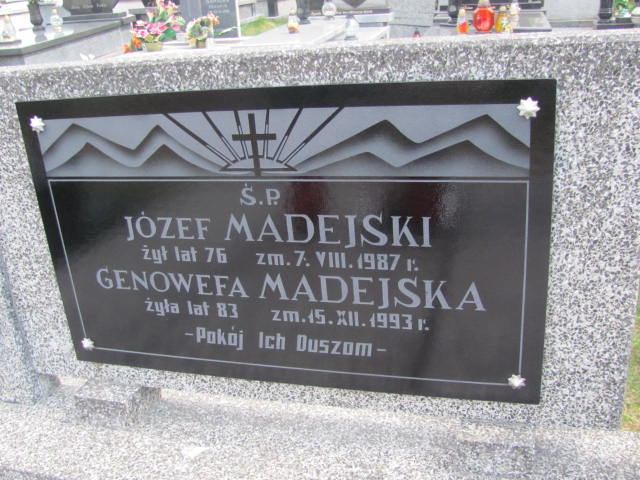 Ś.P.
JÓZEF MADEJSKI
żył lat 76 zm. 7. VIII. 1987 r.
GENOWEFA MADEJSKA
żyła lat 83 zm. 15. XII. 1993 r.
- Pokój Ich Duszom -